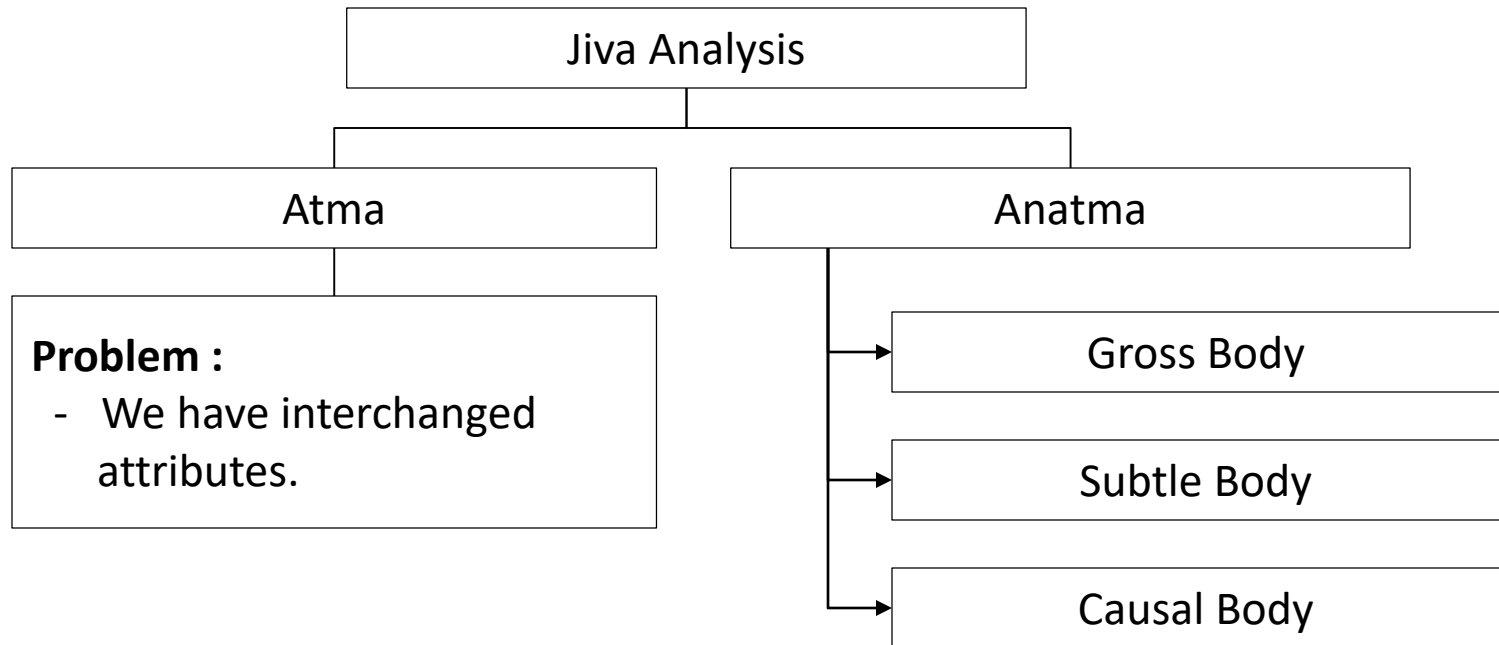 Jiva Analysis
Atma
Anatma
Problem :
- We have interchanged
attributes.
Gross Body
Subtle Body
Causal Body